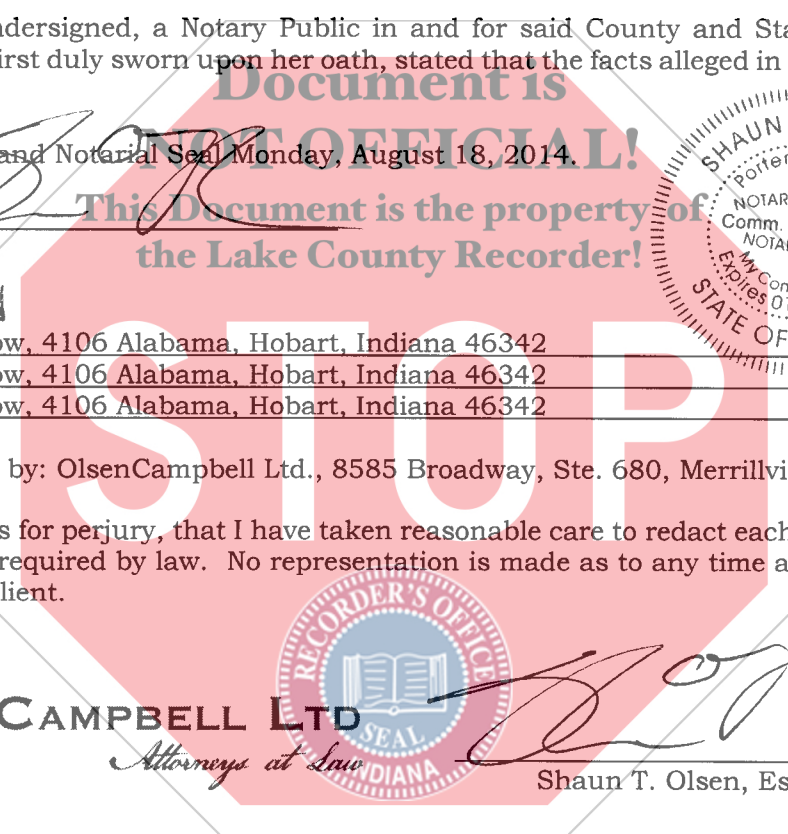 ndersigned, a Notary Public in and for said County and Sta
irst duly sworn upon her oath, stated that the facts alleged in
Document is
NOT OFFICIAL!
and Notarial Seal Monday, August 18, 2014.
This Document is the property of
the Lake County Recorder!
SHAUN
Porter
NOTAR
Comm.
NOTA
My Com
Expires 01
STATE OF
STOP
ow, 4106 Alabama, Hobart, Indiana 46342
ow, 4106 Alabama, Hobart, Indiana 46342
ow, 4106 Alabama, Hobart, Indiana 46342
by: OlsenCampbell Ltd., 8585 Broadway, Ste. 680, Merrillvi
s for perjury, that I have taken reasonable care to redact each
required by law. No representation is made as to any time a
lient.
RECORDER'S OFFICE
SEAL
INDIANA
CAMPBELL LTD
Attorneys at Law
Shaun T. Olsen, Es